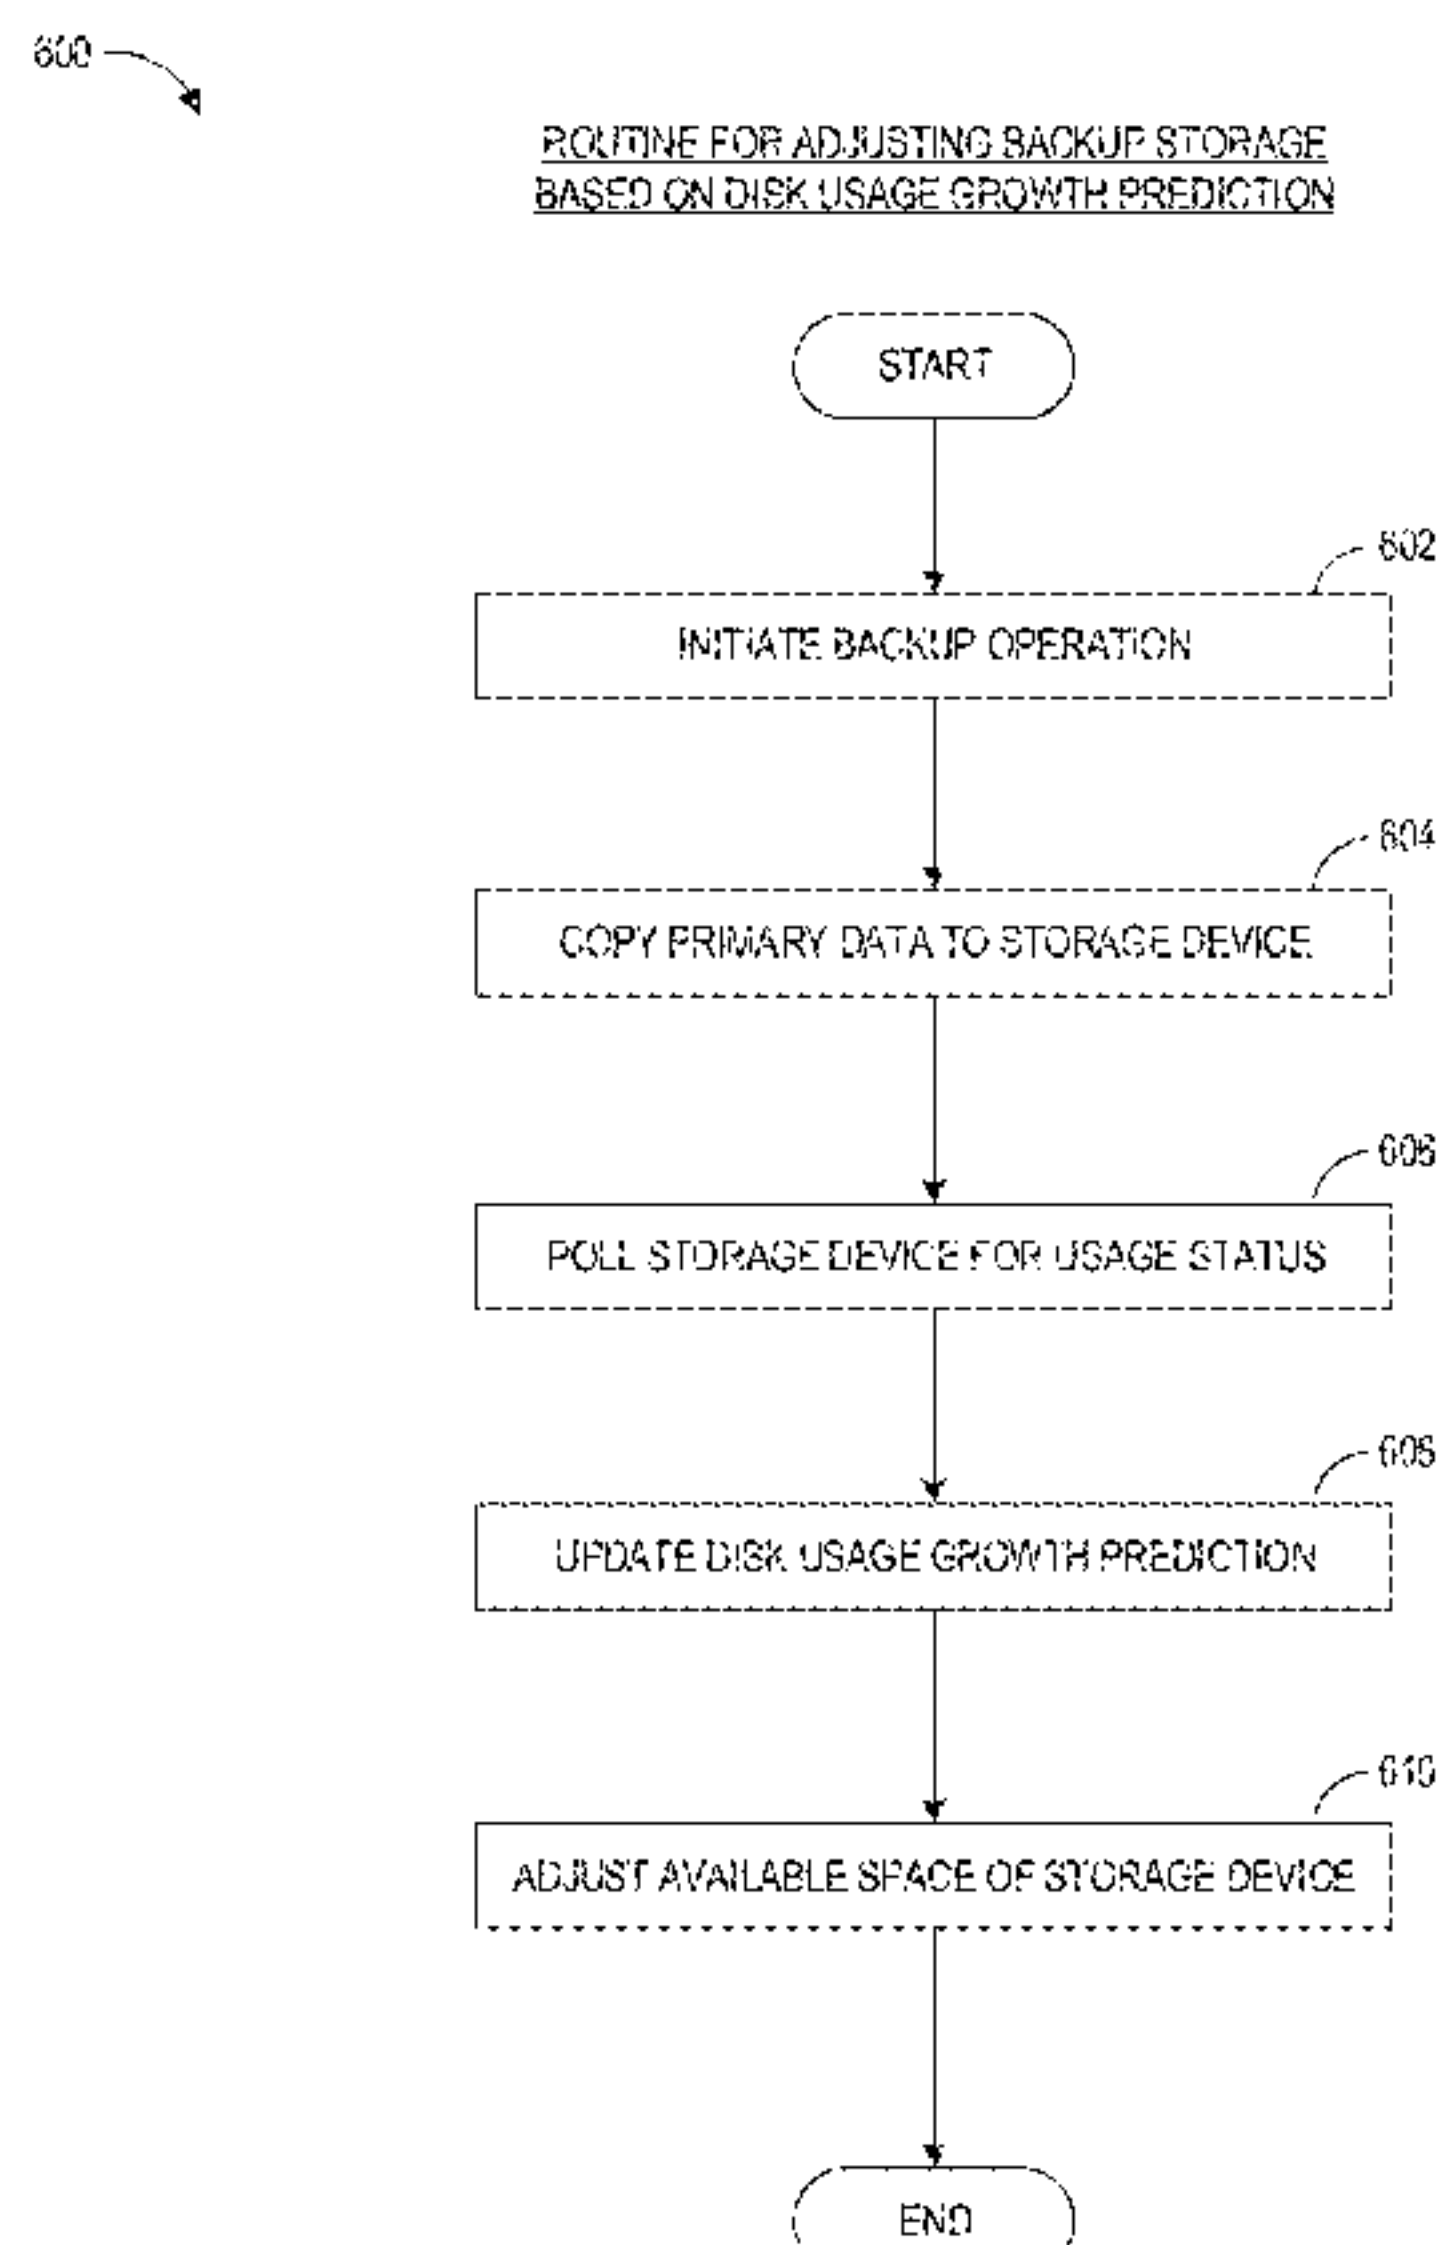 600
ROUTINE FOR ADJUSTING BACKUP STORAGE
BASED ON DISK USAGE GROWTH PREDICTION
START
602
INITIATE BACKUP OPERATION
604
COPY PRIMARY DATA TO STORAGE DEVICE
606
POLL STORAGE DEVICE FOR USAGE STATUS
608
UPDATE DISK USAGE GROWTH PREDICTION
610
ADJUST AVAILABLE SPACE OF STORAGE DEVICE
END